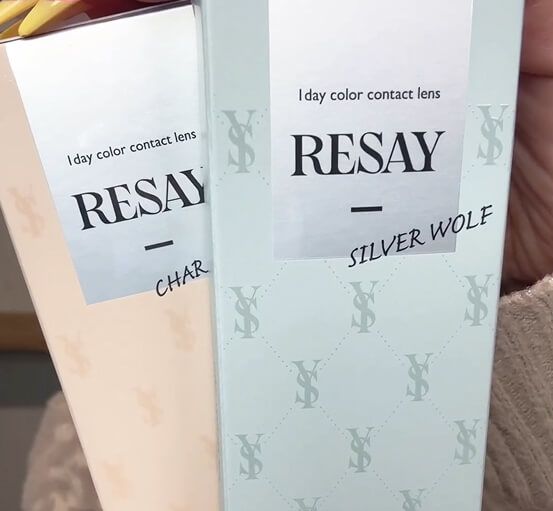 1day color contact lens
RESAY
CHAR
1day color contact lens
RESAY
SILVER WOLF